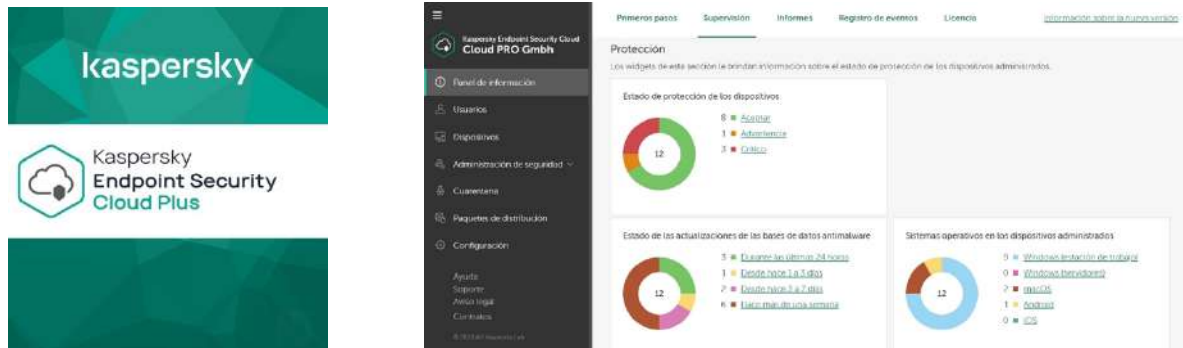 kaspersky
Kaspersky
Endpoint Security
Cloud Plus
Kaspersky Endpoint Security Cloud
Cloud PRO Gmbh
Panel de información
Usuarios
Dispositivos
Administración de seguridad
Cuarentena
Paquetes de distribución
Configuración
Ayuda
Soporte
Aviso legal
Contratos
Primeros pasos
Supervisión
Informes
Registro de eventos
Licencia
Información sobre la nueva versión
Protección
Los widgets de esta sección le brindan información sobre el estado de protección de los dispositivos administrados.
Estado de protección de los dispositivos
12
8 Aceptar
1 Advertencia
3 Crítico
Estado de las actualizaciones de las bases de datos antimalware
12
3 Durante las últimas 24 horas
1 Desde hace 1 a 3 días
2 Desde hace 3 a 7 días
6 Hace más de una semana
Sistemas operativos en los dispositivos administrados
12
9 Windows (estación de trabajo)
0 Windows (servidores)
2 macOS
1 Android
0 iOS